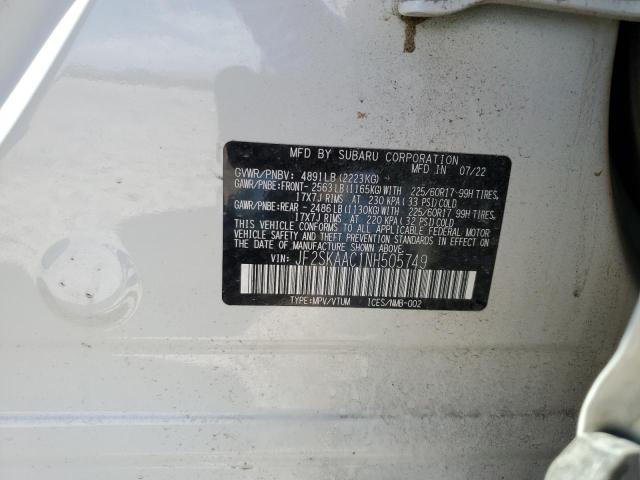 MFD BY SUBARU CORPORATION
MFD IN 07/22
GVWR/PNBV: 4891LB(2223KG)
GAWR/PNBE:FRONT- 2563LB(1165KG)WITH 225/60R17-99H TIRES,
17X7J RIMS AT 230 KPA(33 PSI)COLD.
GAWR/PNBE:REAR - 2486LB(1130KG)WITH 225/60R17 99H TIRES,
17X7J RIMS AT 220 KPA(32 PSI)COLD.
THIS VEHICLE CONFORMS TO ALL APPLICABLE FEDERAL MOTOR
VEHICLE SAFETY AND THEFT PREVENTION STANDARDS IN
EFFECT ON THE DATE OF MANUFACTURE SHOWN ABOVE.
VIN: JF2SKAAC1NH505749
TYPE:MPV/VTUM ICES/NMB-002